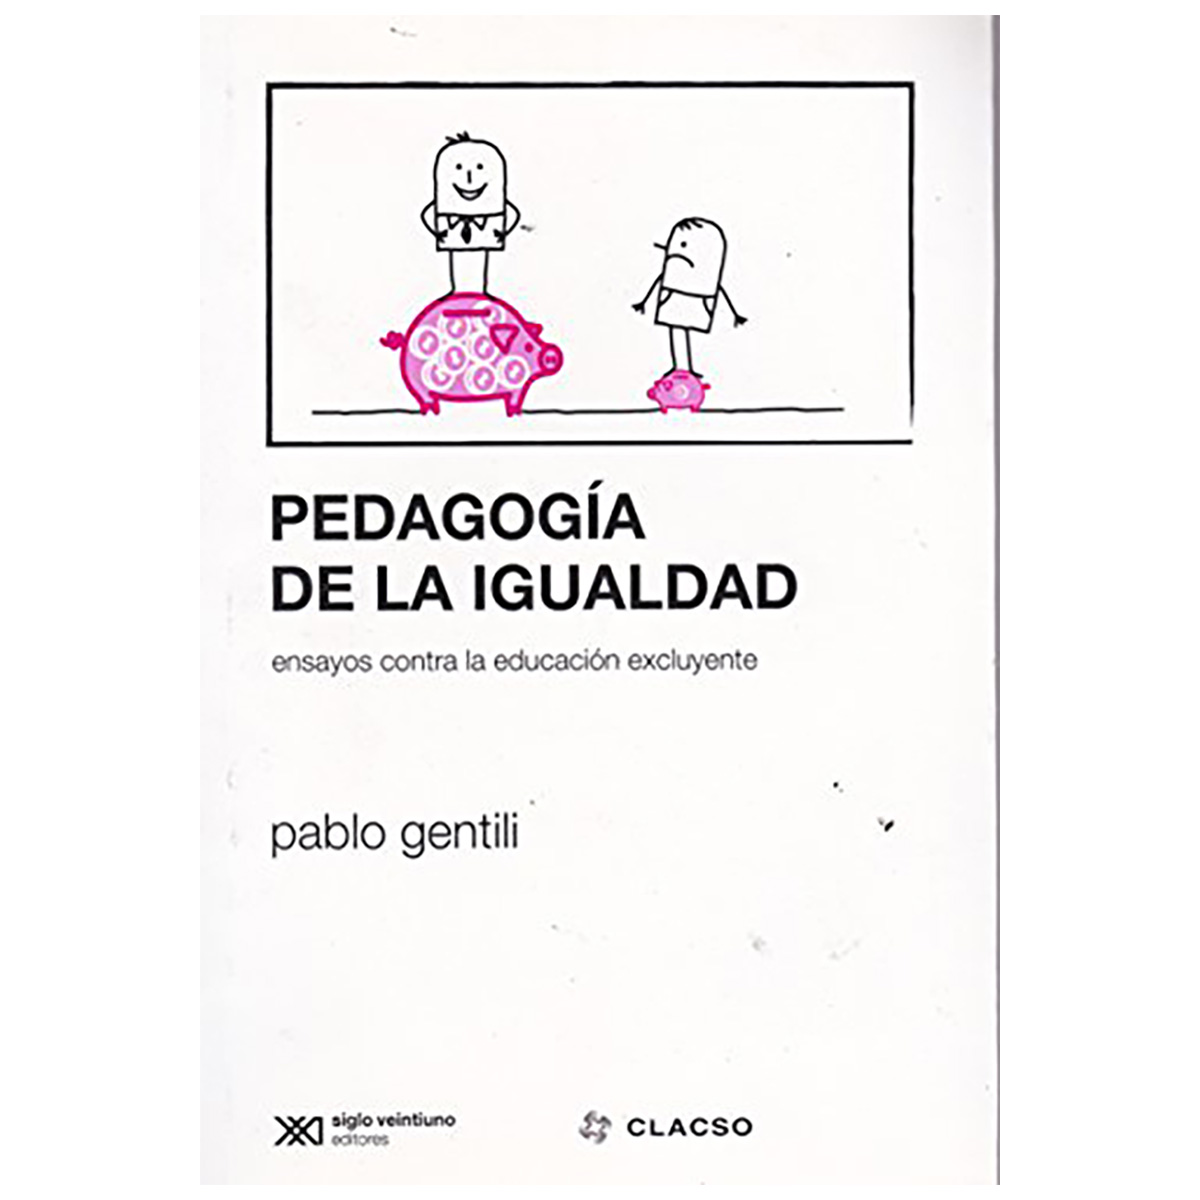 PEDAGOGÍA
DE LA IGUALDAD
ensayos contra la educación excluyente
pablo gentili
siglo veintiuno
editores
CLACSO